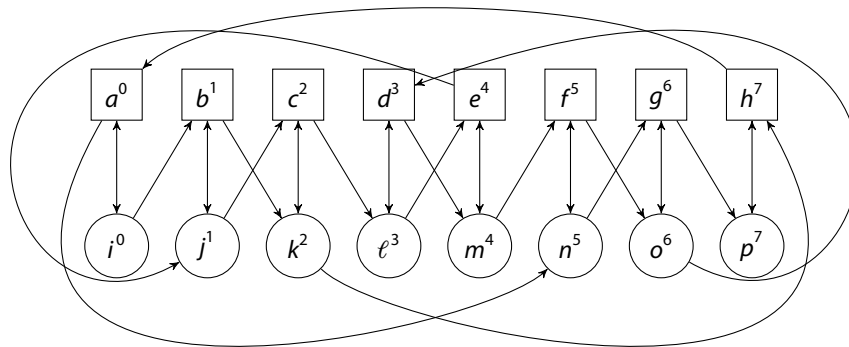 a⁰ b¹ c² d³ e⁴ f⁵ g⁶ h⁷
i⁰ j¹ k² ℓ³ m⁴ n⁵ o⁶ p⁷